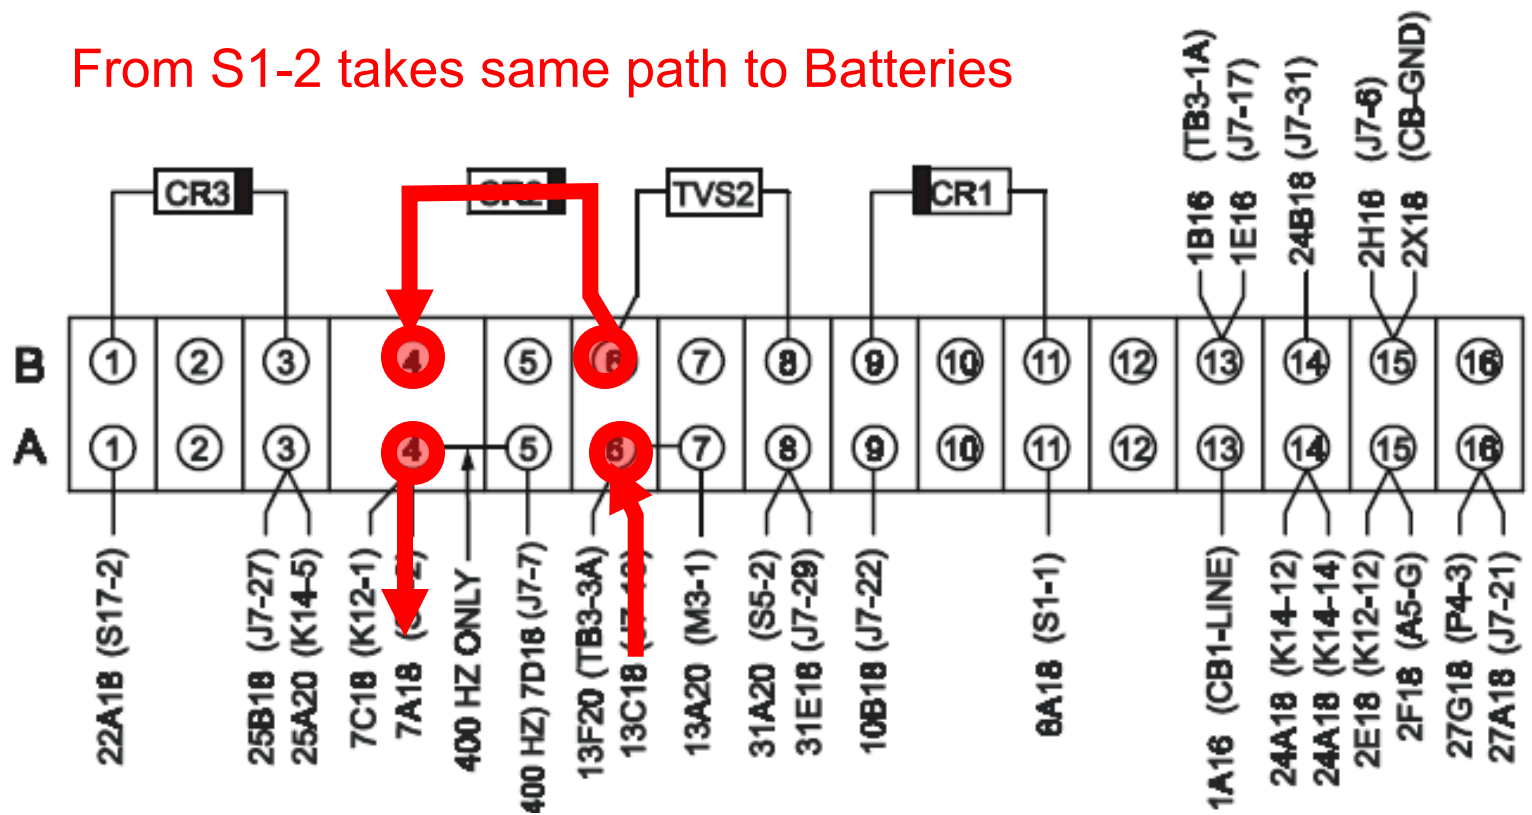 From S1-2 takes same path to Batteries
1B16 (TB3-1A)
1E16 (J7-17)
24B18 (J7-31)
2H18 (J7-6)
2X18 (CB-GND)
CR3
CR2
TVS2
CR1
B
1 2 3 4 5 6 7 8 9 10 11 12 13 14 15 16
A
1 2 3 4 5 6 7 8 9 10 11 12 13 14 15 16
22A18 (S17-2)
25B18 (J7-27)
25A20 (K14-5)
7C18 (K12-1)
7A18
400 HZ ONLY
400 HZ) 7D18 (J7-7)
13F20 (TB3-3A)
13C18
13A20 (M3-1)
31A20 (S5-2)
31E18 (J7-29)
10B18 (J7-22)
8A18 (S1-1)
1A16 (CB1-LINE)
24A18 (K14-12)
24A18 (K14-14)
2E18 (K12-12)
2F18 (A5-G)
27G18 (P4-3)
27A18 (J7-21)